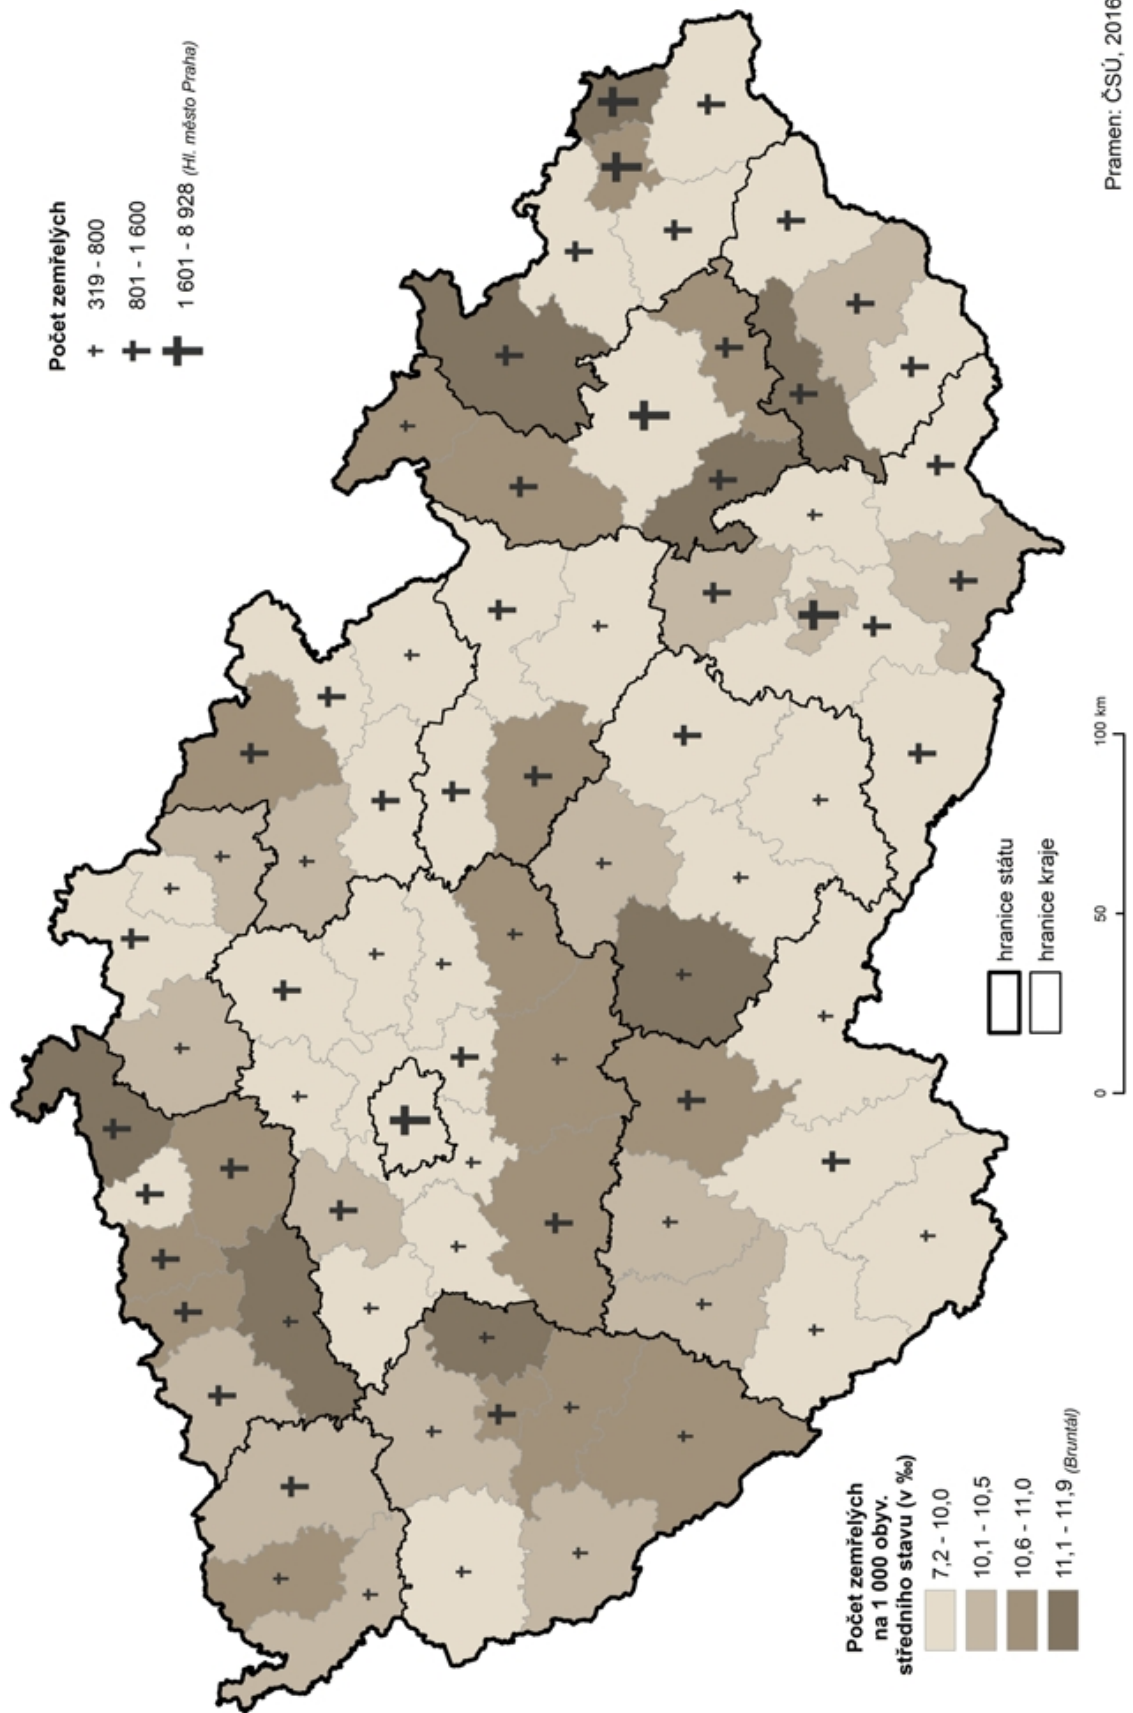 Počet zemřelých
319 - 800
801 - 1 600
1 601 - 8 928 (Hl. město Praha)
Počet zemřelých
na 1 000 obyv.
středního stavu (v ‰)
7,2 - 10,0
10,1 - 10,5
10,6 - 11,0
11,1 - 11,9 (Bruntál)
hranice státu
hranice kraje
0 50 100 km
Pramen: ČSÚ, 2016